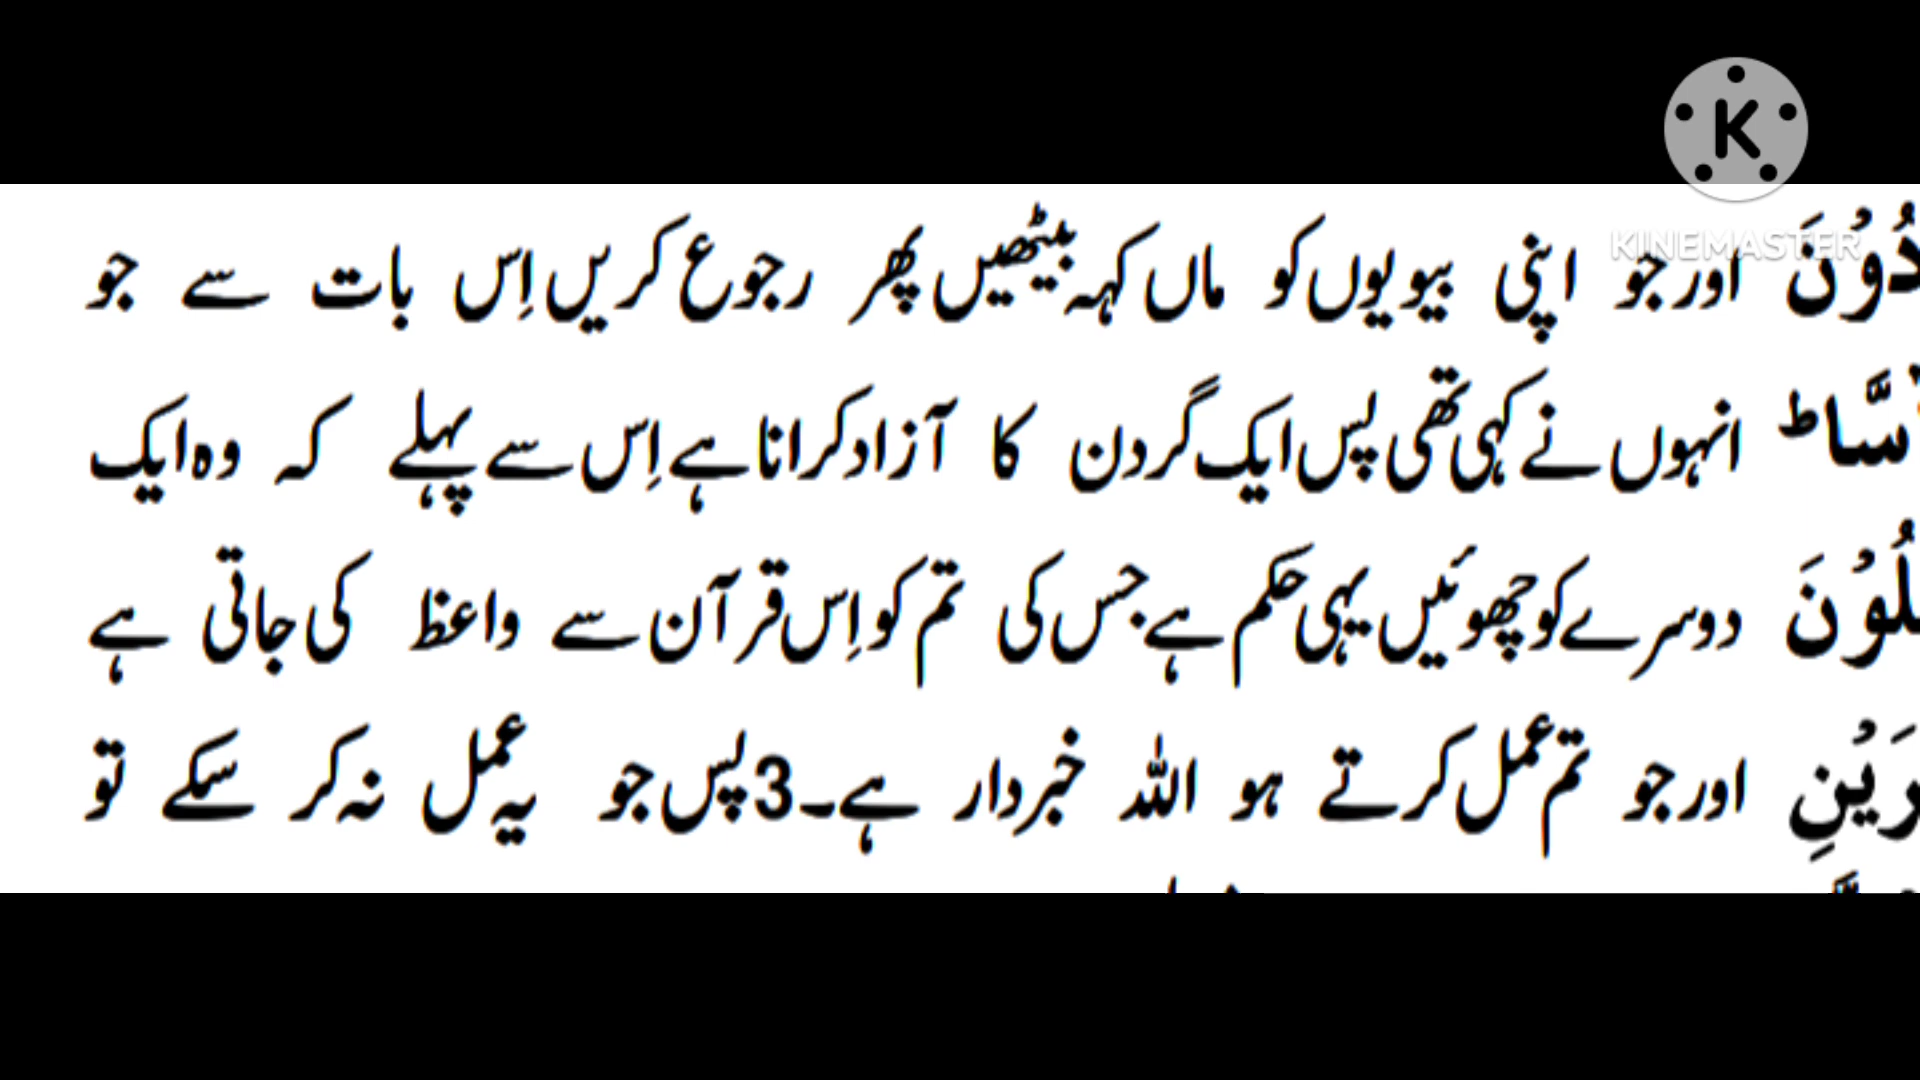 K
KINEMASTER
دُوْنَ اور جو اپنی بیویوں کو ماں کہہ بیٹھیں پھر رجوع کریں اِس بات سے جو
سَّاط انہوں نے کہی تھی پس ایک گردن کا آزاد کرانا ہے اِس سے پہلے کہ وہ ایک
لُوْنَ دوسرے کو چھوئیں یہی حکم ہے جس کی تم کو اِس قرآن سے واعظ کی جاتی ہے
رَيْنِ اور جو تم عمل کرتے ہو اللہ خبردار ہے۔3 پس جو یہ عمل نہ کر سکے تو